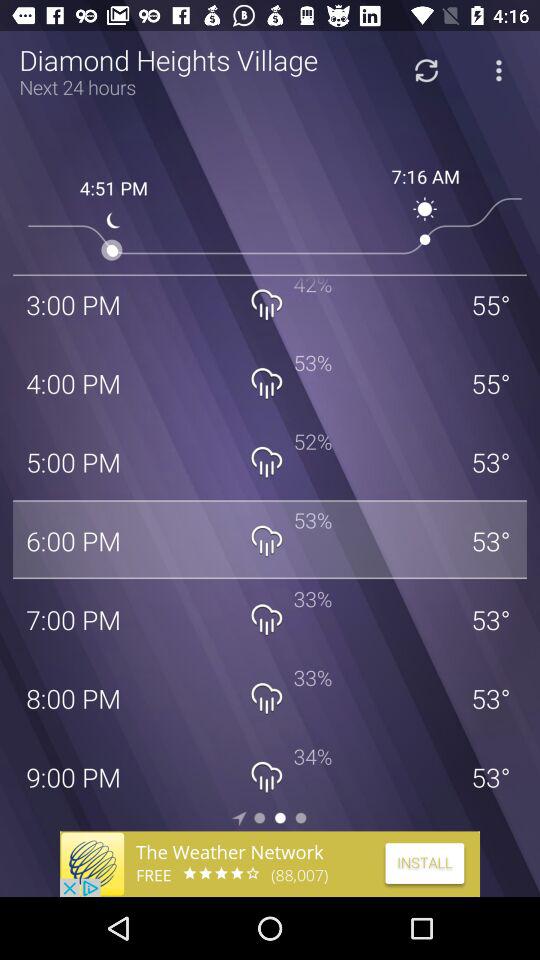 4:16
Diamond Heights Village
Next 24 hours
4:51 PM
7:16 AM
3:00 PM 42% 55°
4:00 PM 53% 55°
5:00 PM 52% 53°
6:00 PM 53% 53°
7:00 PM 33% 53°
8:00 PM 33% 53°
9:00 PM 34% 53°
The Weather Network
FREE (88,007)
INSTALL